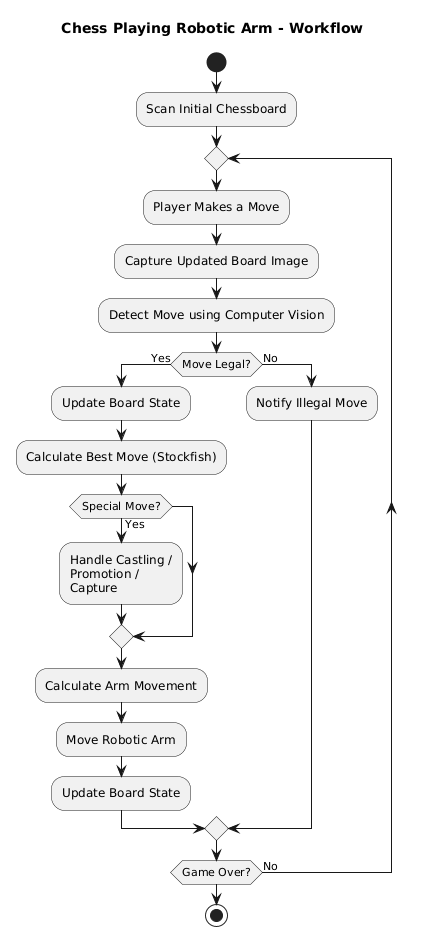 Chess Playing Robotic Arm - Workflow
Scan Initial Chessboard
Player Makes a Move
Capture Updated Board Image
Detect Move using Computer Vision
Move Legal?
Yes
No
Update Board State
Notify Illegal Move
Calculate Best Move (Stockfish)
Special Move?
Yes
Handle Castling /
Promotion /
Capture
Calculate Arm Movement
Move Robotic Arm
Update Board State
Game Over?
No